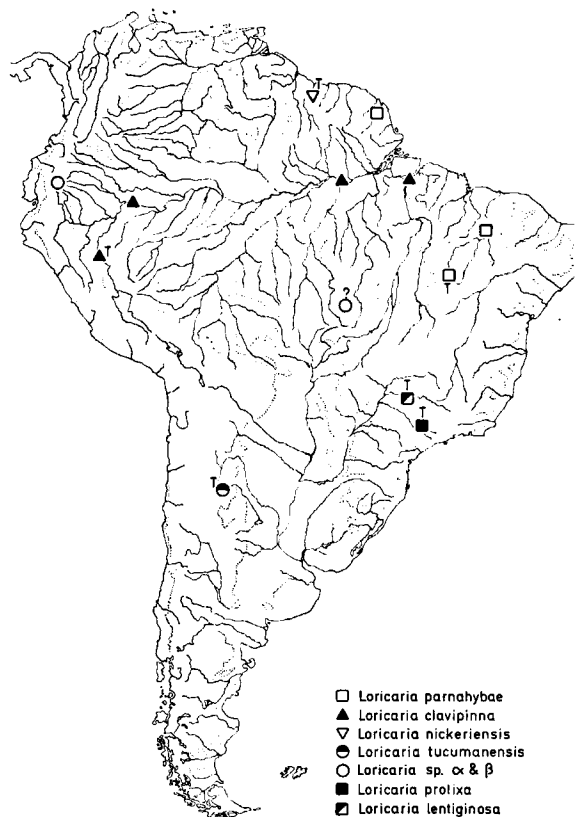 T
T
?
T
T
T
T
Loricaria parnahybae
Loricaria clavipinna
Loricaria nickeriensis
Loricaria tucumanensis
Loricaria sp. α & β
Loricaria prolixa
Loricaria lentiginosa